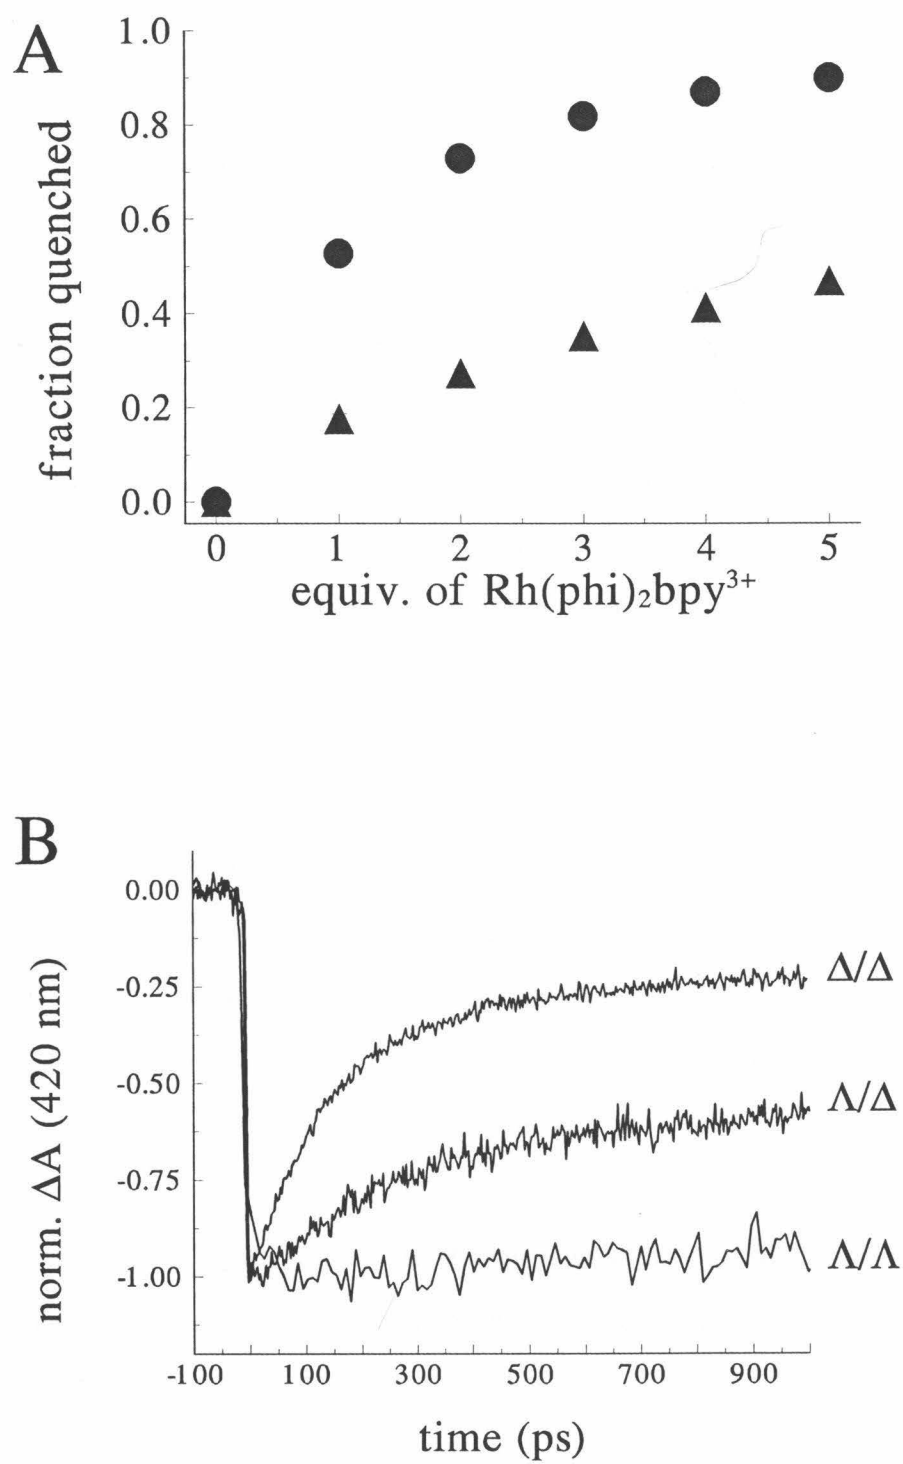 A
fraction quenched
1.0
0.8
0.6
0.4
0.2
0.0
0 1 2 3 4 5
equiv. of Rh(phi)₂bpy³⁺
B
norm. ΔA (420 nm)
0.00
-0.25
-0.50
-0.75
-1.00
Δ/Δ
Λ/Δ
Λ/Λ
-100 100 300 500 700 900
time (ps)